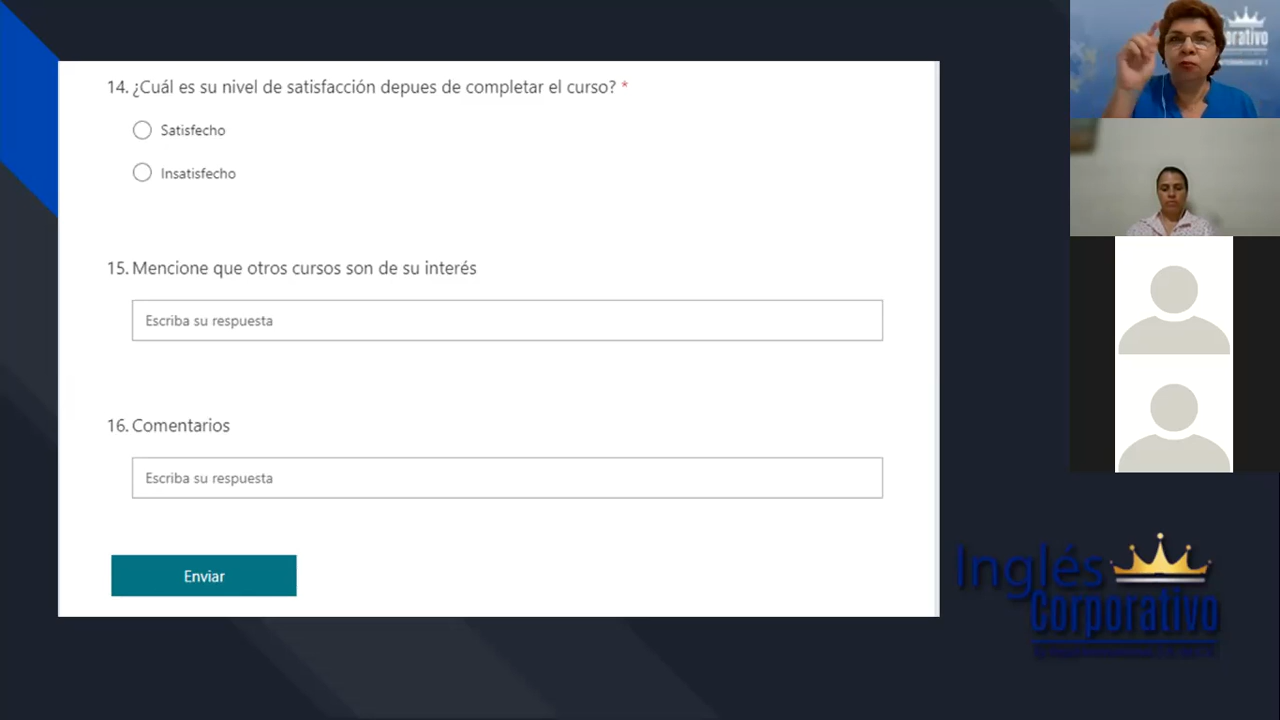 14. ¿Cuál es su nivel de satisfacción depues de completar el curso? *
Satisfecho
Insatisfecho
15. Mencione que otros cursos son de su interés
Escriba su respuesta
16. Comentarios
Escriba su respuesta
Enviar
Inglés
Corporativo